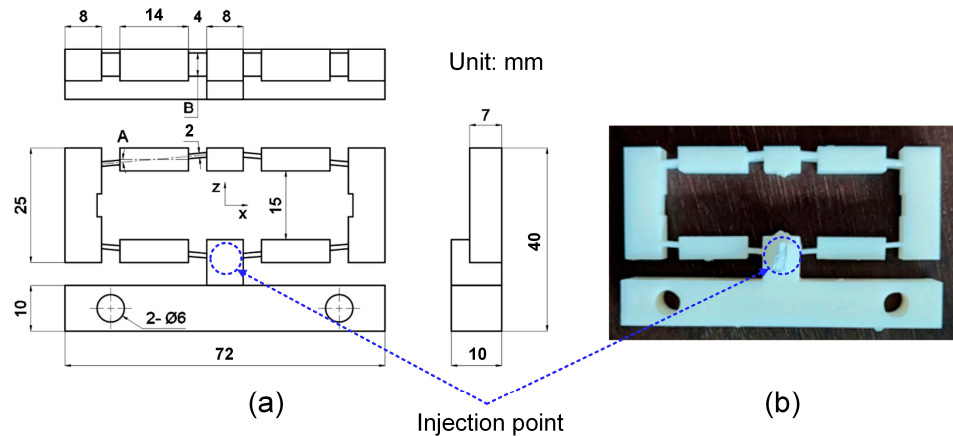 8 14 4 8
Unit: mm
B
7
A 2
25
Z
X
15
40
10
2- Ø6
72
10
(a)
(b)
Injection point